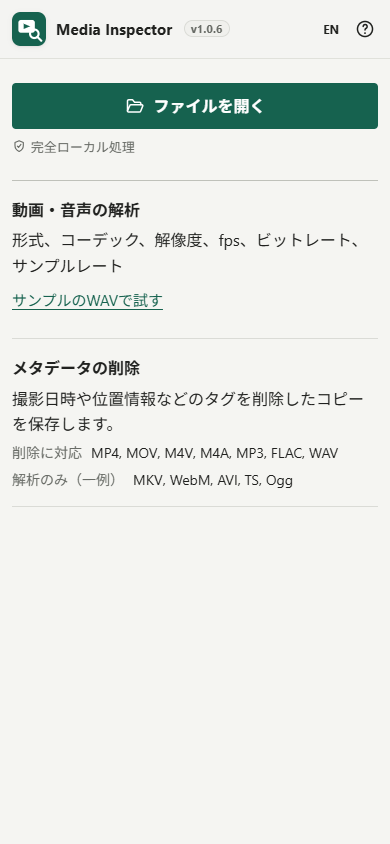 Media Inspector v1.0.6 EN
ファイルを開く
完全ローカル処理
動画・音声の解析
形式、コーデック、解像度、fps、ビットレート、
サンプルレート
サンプルのWAVで試す
メタデータの削除
撮影日時や位置情報などのタグを削除したコピー
を保存します。
削除に対応 MP4, MOV, M4V, M4A, MP3, FLAC, WAV
解析のみ（一例） MKV, WebM, AVI, TS, Ogg